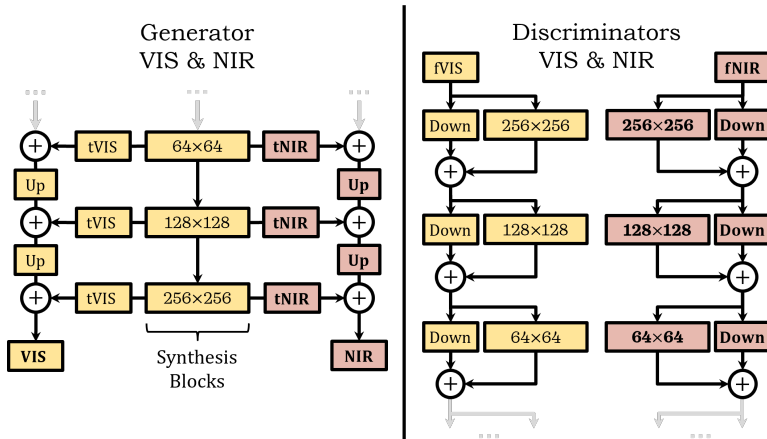 Generator
VIS & NIR
...
...
...
tVIS 64×64 tNIR
+ +
Up Up
tVIS 128×128 tNIR
+ +
Up Up
tVIS 256×256 tNIR
+ +
VIS
NIR
Synthesis
Blocks
Discriminators
VIS & NIR
fVIS
fNIR
Down 256×256
256×256 Down
+ +
Down 128×128
128×128 Down
+ +
Down 64×64
64×64 Down
+ +
...
...